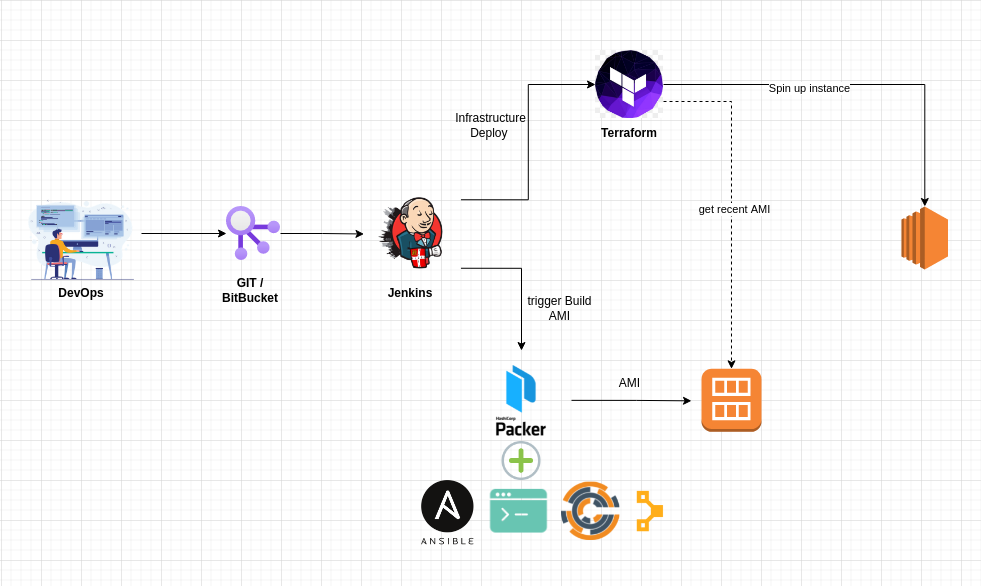 Infrastructure
Deploy
Terraform
Spin up instance
get recent AMI
DevOps
GIT /
BitBucket
Jenkins
trigger Build
AMI
AMI
HashiCorp
Packer
ANSIBLE